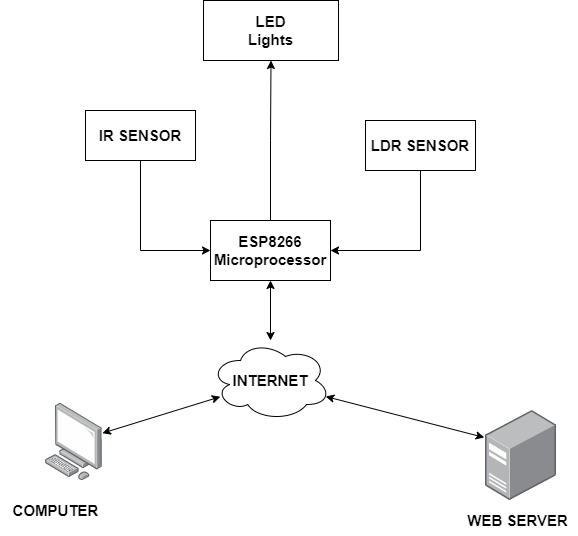 LED
Lights
IR SENSOR
LDR SENSOR
ESP8266
Microprocessor
INTERNET
COMPUTER
WEB SERVER